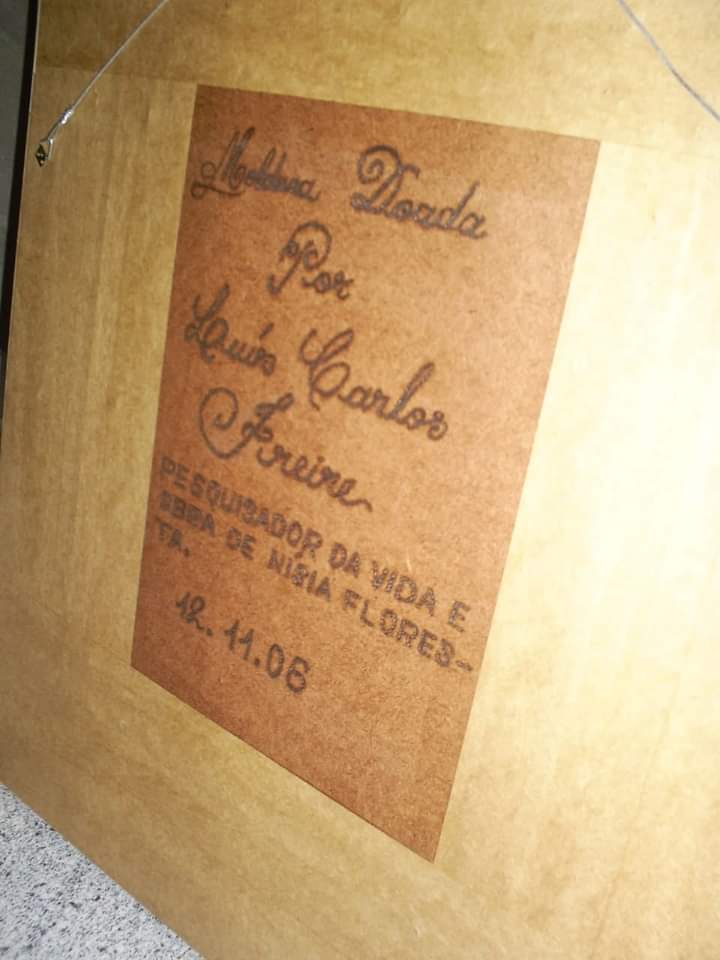 Moldura Doada
Por
Luís Carlos
Freire
PESQUISADOR DA VIDA E
OBRA DE NISIA FLORES-
TA.
12.11.06